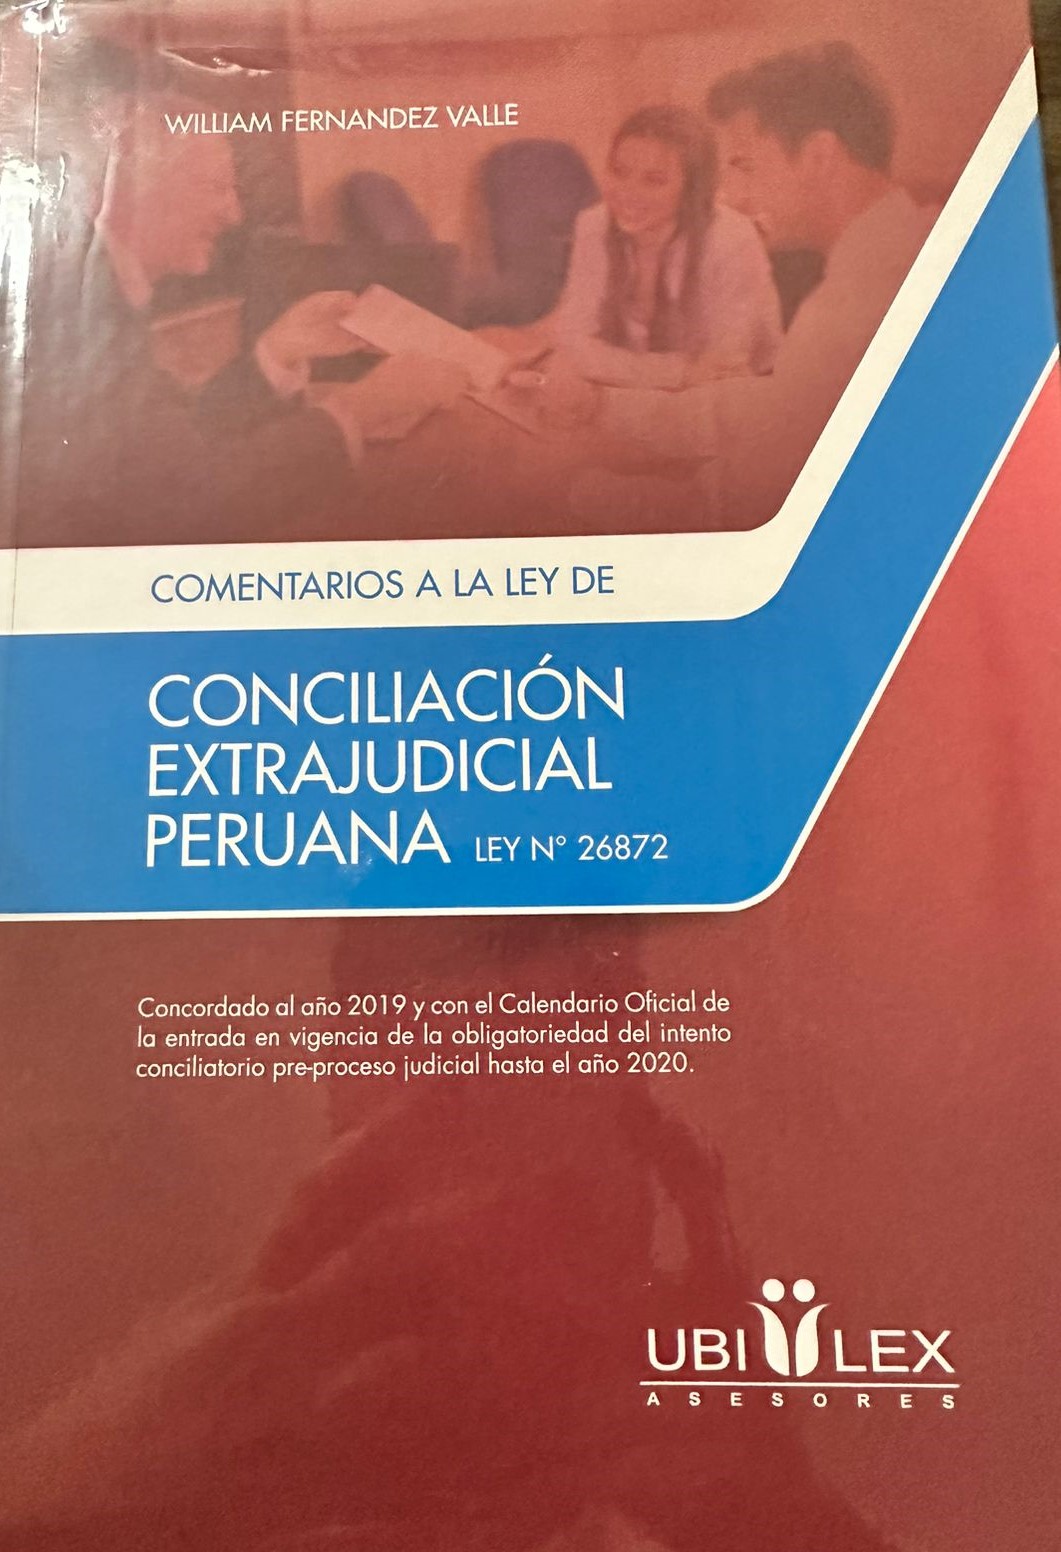 WILLIAM FERNANDEZ VALLE
COMENTARIOS A LA LEY DE
CONCILIACIÓN
EXTRAJUDICIAL
PERUANA LEY N° 26872
Concordado al año 2019 y con el Calendario Oficial de
la entrada en vigencia de la obligatoriedad del intento
conciliatorio pre-proceso judicial hasta el año 2020.
UBI LEX
ASESORES